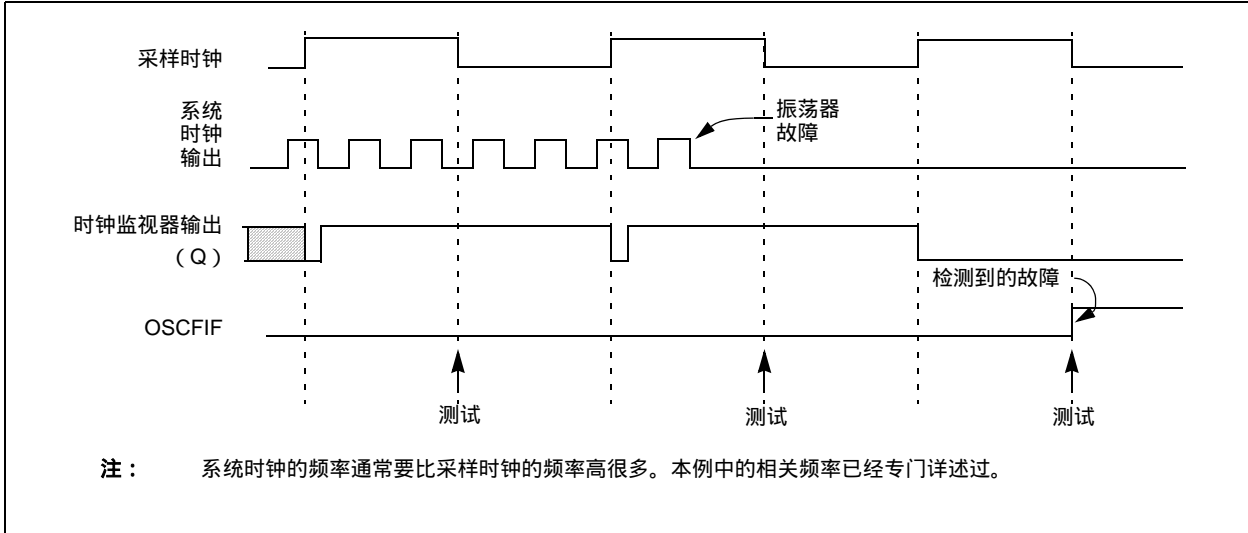 采样时钟
系统
时钟
输出
振荡器
故障
时钟监视器输出
（Q）
检测到的故障
OSCFIF
测试
测试
测试
注： 系统时钟的频率通常要比采样时钟的频率高很多。本例中的相关频率已经专门详述过。